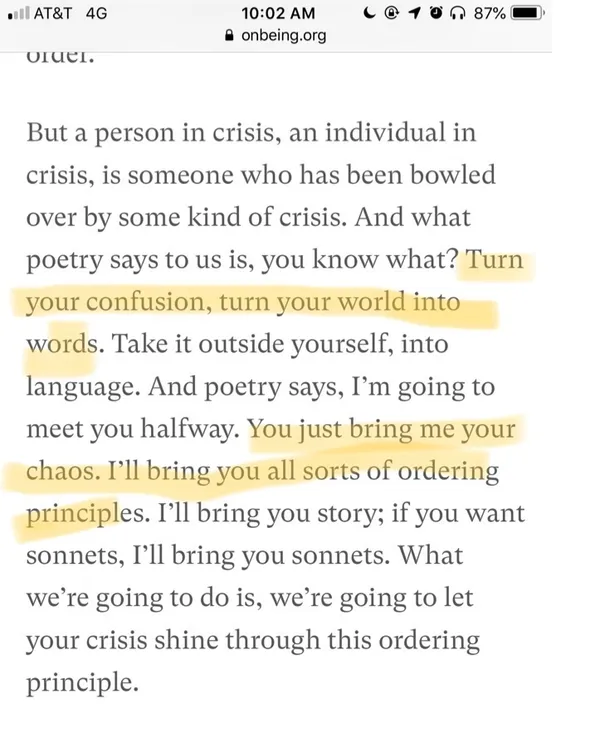 AT&T 4G 10:02 AM 87%
onbeing.org
order.
But a person in crisis, an individual in
crisis, is someone who has been bowled
over by some kind of crisis. And what
poetry says to us is, you know what? Turn
your confusion, turn your world into
words. Take it outside yourself, into
language. And poetry says, I’m going to
meet you halfway. You just bring me your
chaos. I’ll bring you all sorts of ordering
principles. I’ll bring you story; if you want
sonnets, I’ll bring you sonnets. What
we’re going to do is, we’re going to let
your crisis shine through this ordering
principle.